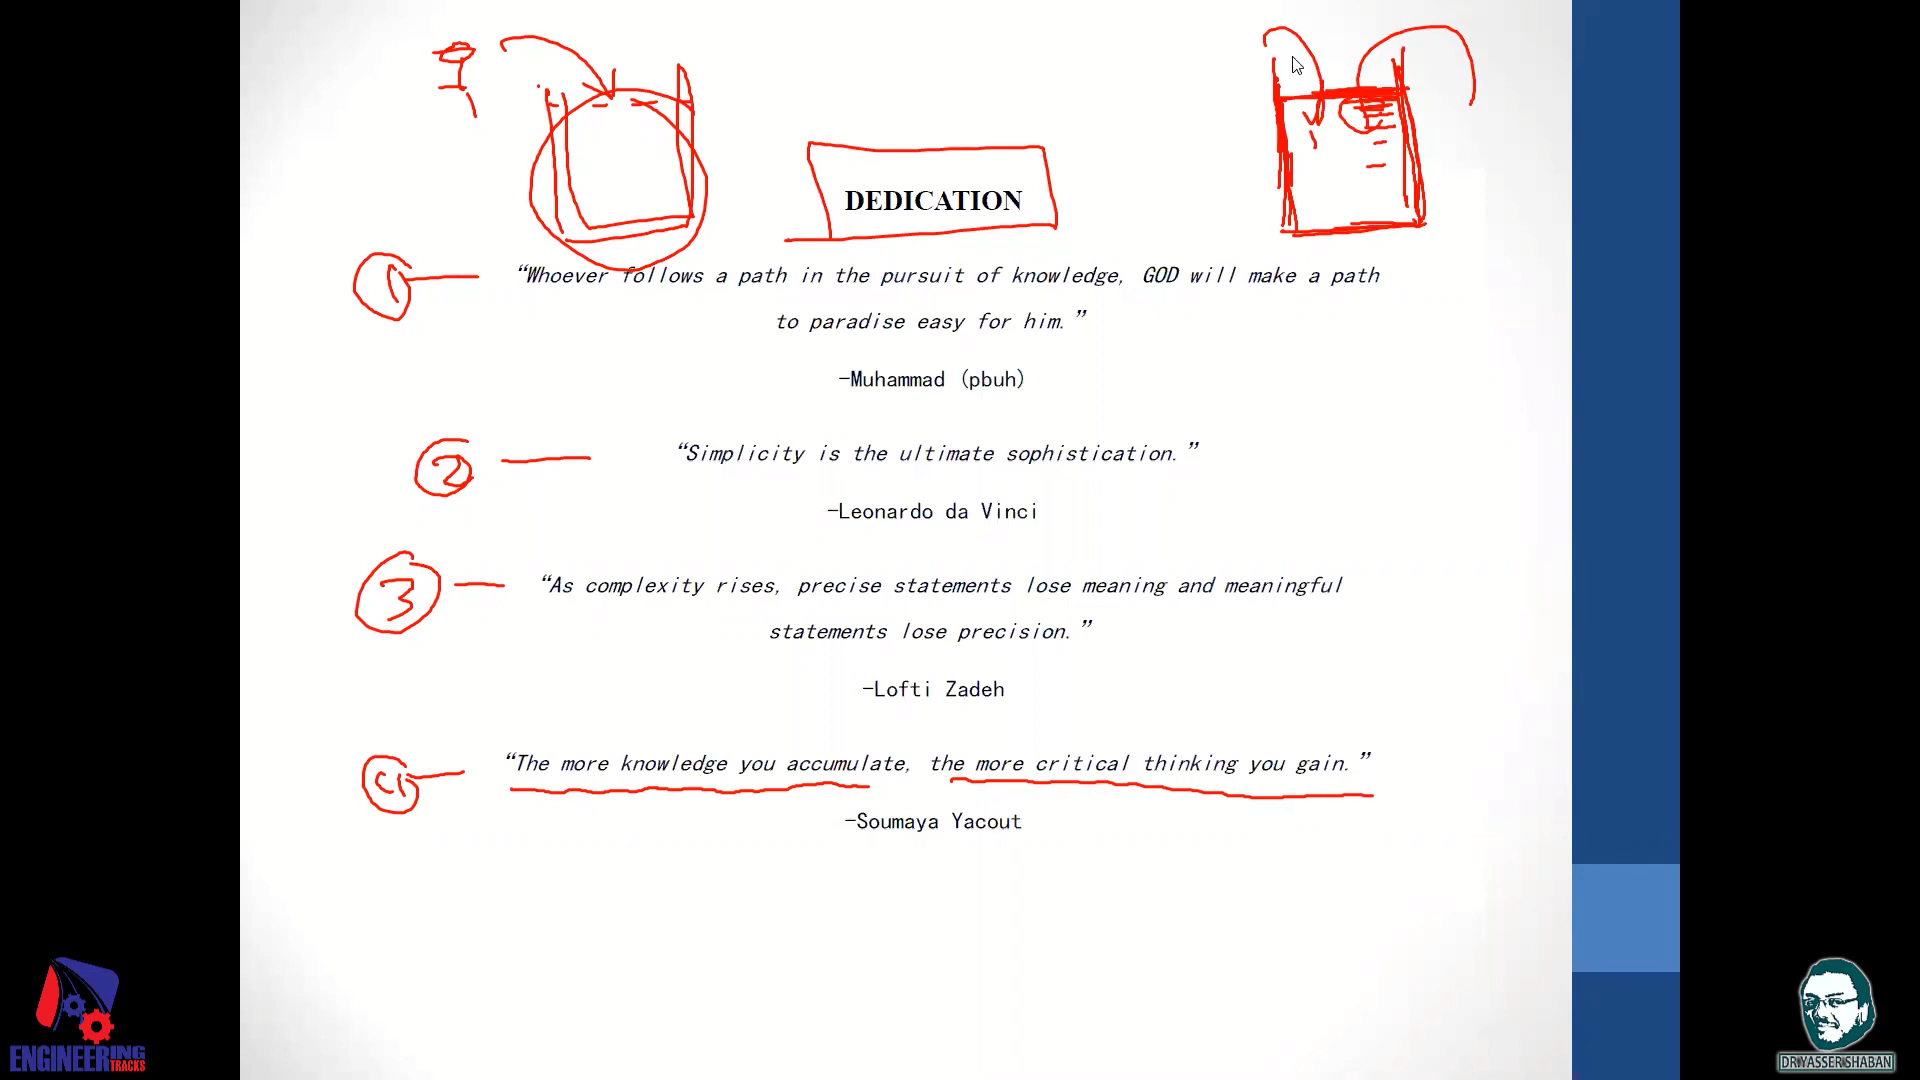 DEDICATION
1
“Whoever follows a path in the pursuit of knowledge, GOD will make a path
to paradise easy for him.”
-Muhammad (pbuh)
2
“Simplicity is the ultimate sophistication.”
-Leonardo da Vinci
3
“As complexity rises, precise statements lose meaning and meaningful
statements lose precision.”
-Lofti Zadeh
“The more knowledge you accumulate, the more critical thinking you gain.”
-Soumaya Yacout
ENGINEERING
TRACKS
DR.YASSER SHABAN